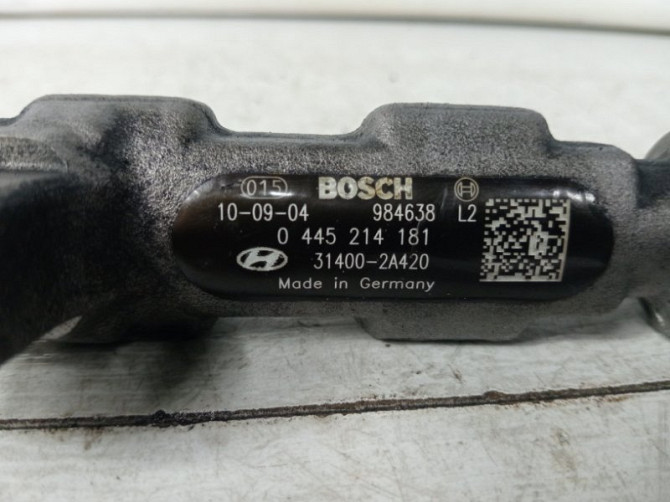 015 BOSCH
10-09-04 984638 L2
0 445 214 181
31400-2A420
Made in Germany